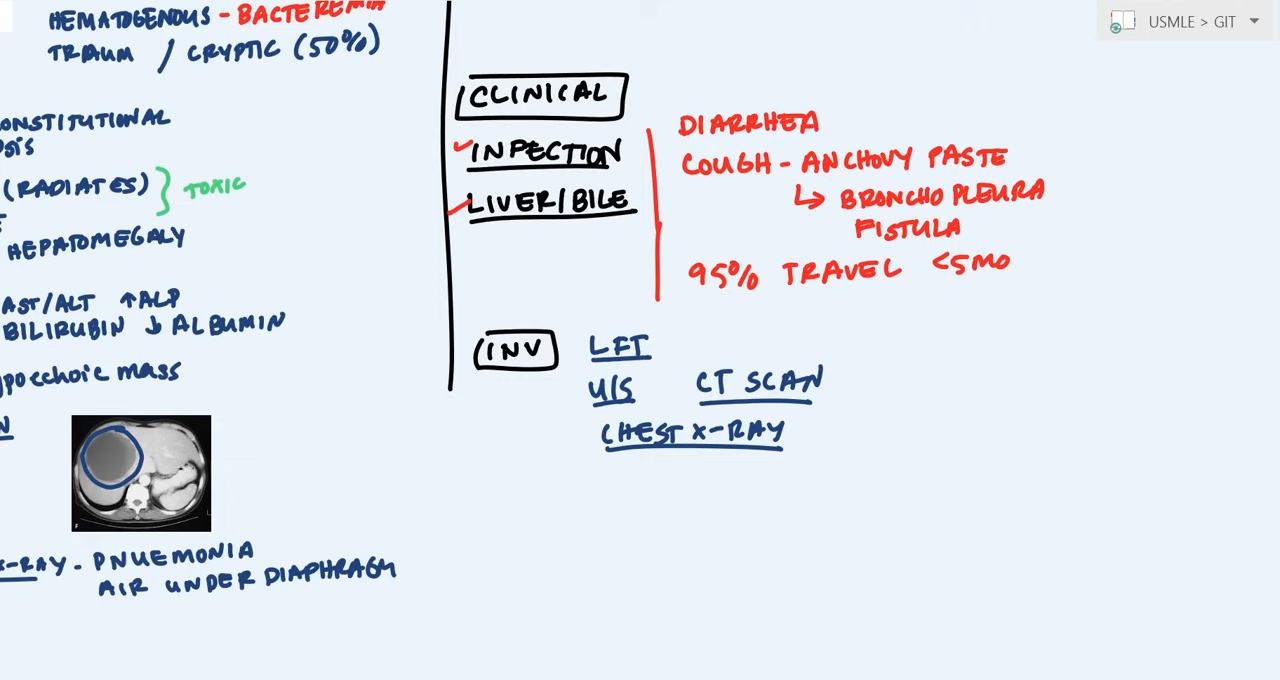 HEMATOGENOUS - BACTEREMIA
TRAUM / CRYPTIC (50%)
ONSTITUTIONAL
OSIS
(RADIATES) } TOXIC
HEPATOMEGALY
AST/ALT ↑ALP
BILIRUBIN ↓ ALBUMIN
ypoechoic mass
N
X-RAY. PNUEMONIA
AIR UNDER DIAPHRAGM
CLINICAL
INFECTION
LIVER/BILE
DIARRHEA
COUGH - ANCHOVY PASTE
↳ BRONCHO PLEURA
FISTULA
95% TRAVEL <5MO
INV LFT
U/S CT SCAN
CHEST X-RAY
USMLE > GIT